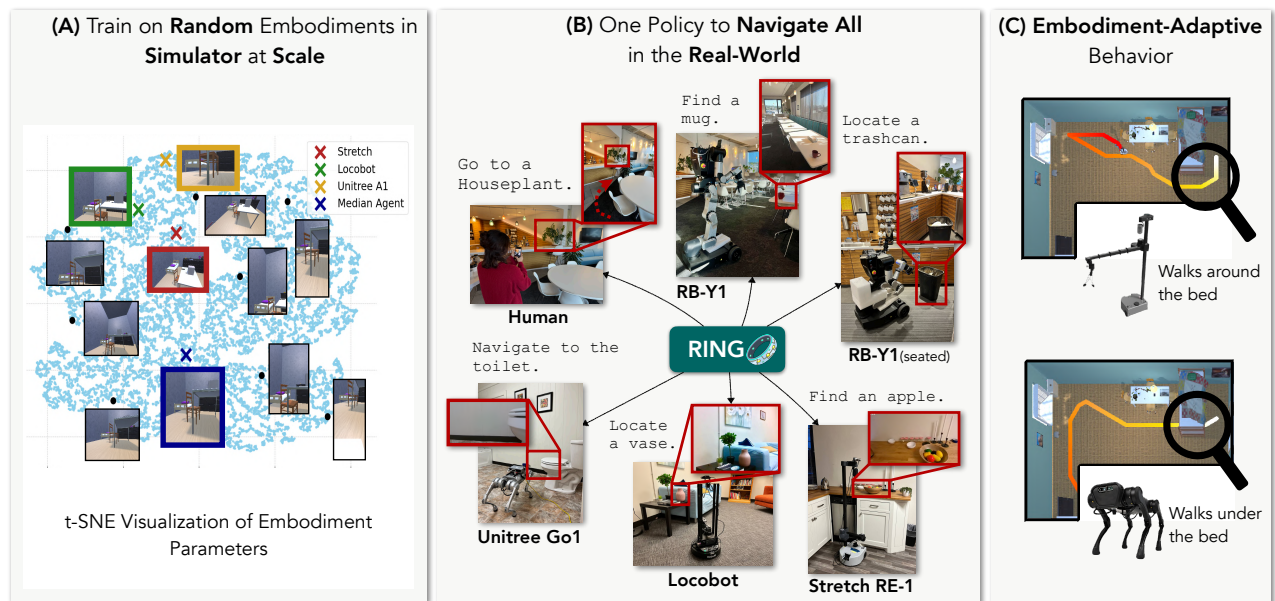 (A) Train on Random Embodiments in
Simulator at Scale
Stretch
Locobot
Unitree A1
Median Agent
t-SNE Visualization of Embodiment
Parameters
(B) One Policy to Navigate All
in the Real-World
Go to a
Houseplant.
Human
Find a
mug.
RB-Y1
Locate a
trashcan.
RB-Y1(seated)
RING
Navigate to the
toilet.
Unitree Go1
Locate
a vase.
Locobot
Find an apple.
Stretch RE-1
(C) Embodiment-Adaptive
Behavior
Walks around
the bed
Walks under
the bed